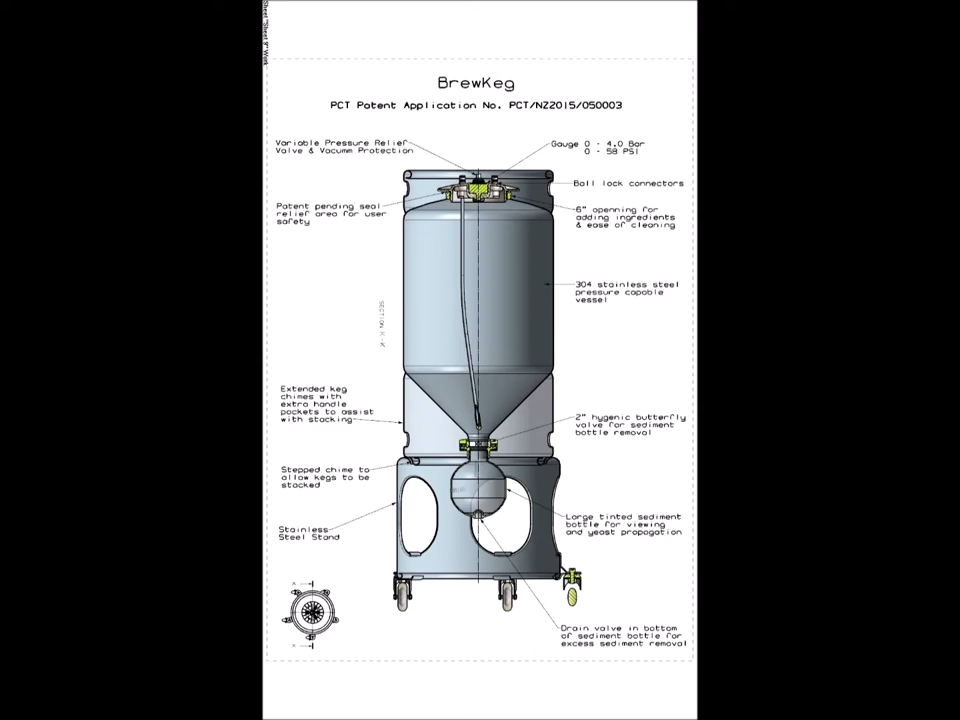 BrewKeg
PCT Patent Application No. PCT/NZ2015/050003
Variable Pressure Relief
Valve & Vacumm Protection
Gauge 0 - 4.0 Bar
0 - 58 PSI
Ball lock connectors
Patent pending seal
relief area for user
safety
6" openning for
adding ingredients
& ease of cleaning
304 stainless steel
pressure capable
vessel
SECTION
Extended keg
chimes with
extra handle
pockets to assist
with stacking
2" hygenic butterfly
valve for sediment
bottle removal
Stepped chime to
allow kegs to be
stacked
Large tinted sediment
bottle for viewing
and yeast propogation
Stainless
Steel Stand
A
A
Drain valve in bottom
of sediment bottle for
excess sediment removal